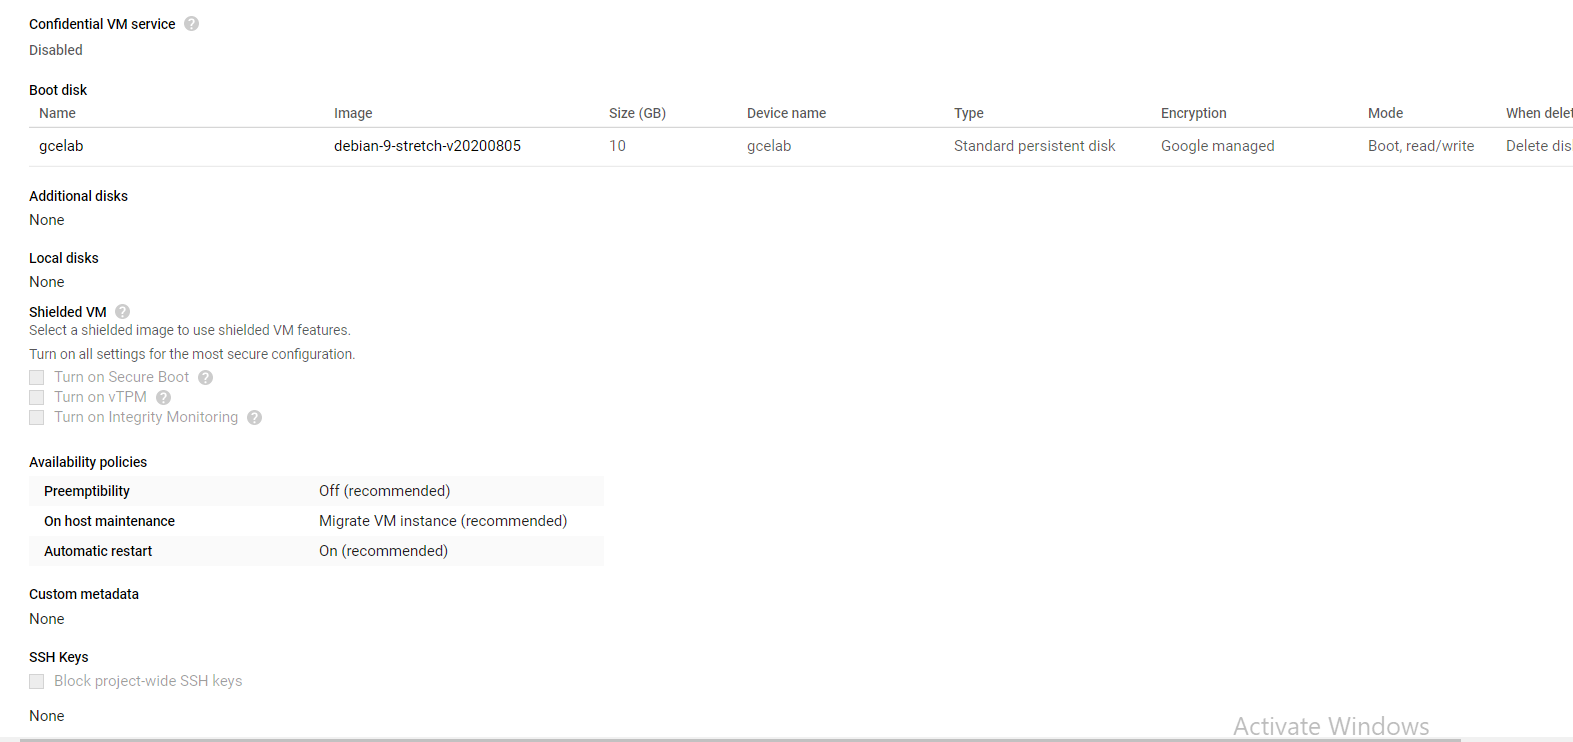 Confidential VM service
Disabled
Boot disk
Name Image Size (GB) Device name Type Encryption Mode When delet
gcelab debian-9-stretch-v20200805 10 gcelab Standard persistent disk Google managed Boot, read/write Delete dis
Additional disks
None
Local disks
None
Shielded VM
Select a shielded image to use shielded VM features.
Turn on all settings for the most secure configuration.
Turn on Secure Boot
Turn on vTPM
Turn on Integrity Monitoring
Availability policies
Preemptibility Off (recommended)
On host maintenance Migrate VM instance (recommended)
Automatic restart On (recommended)
Custom metadata
None
SSH Keys
Block project-wide SSH keys
None
Activate Windows